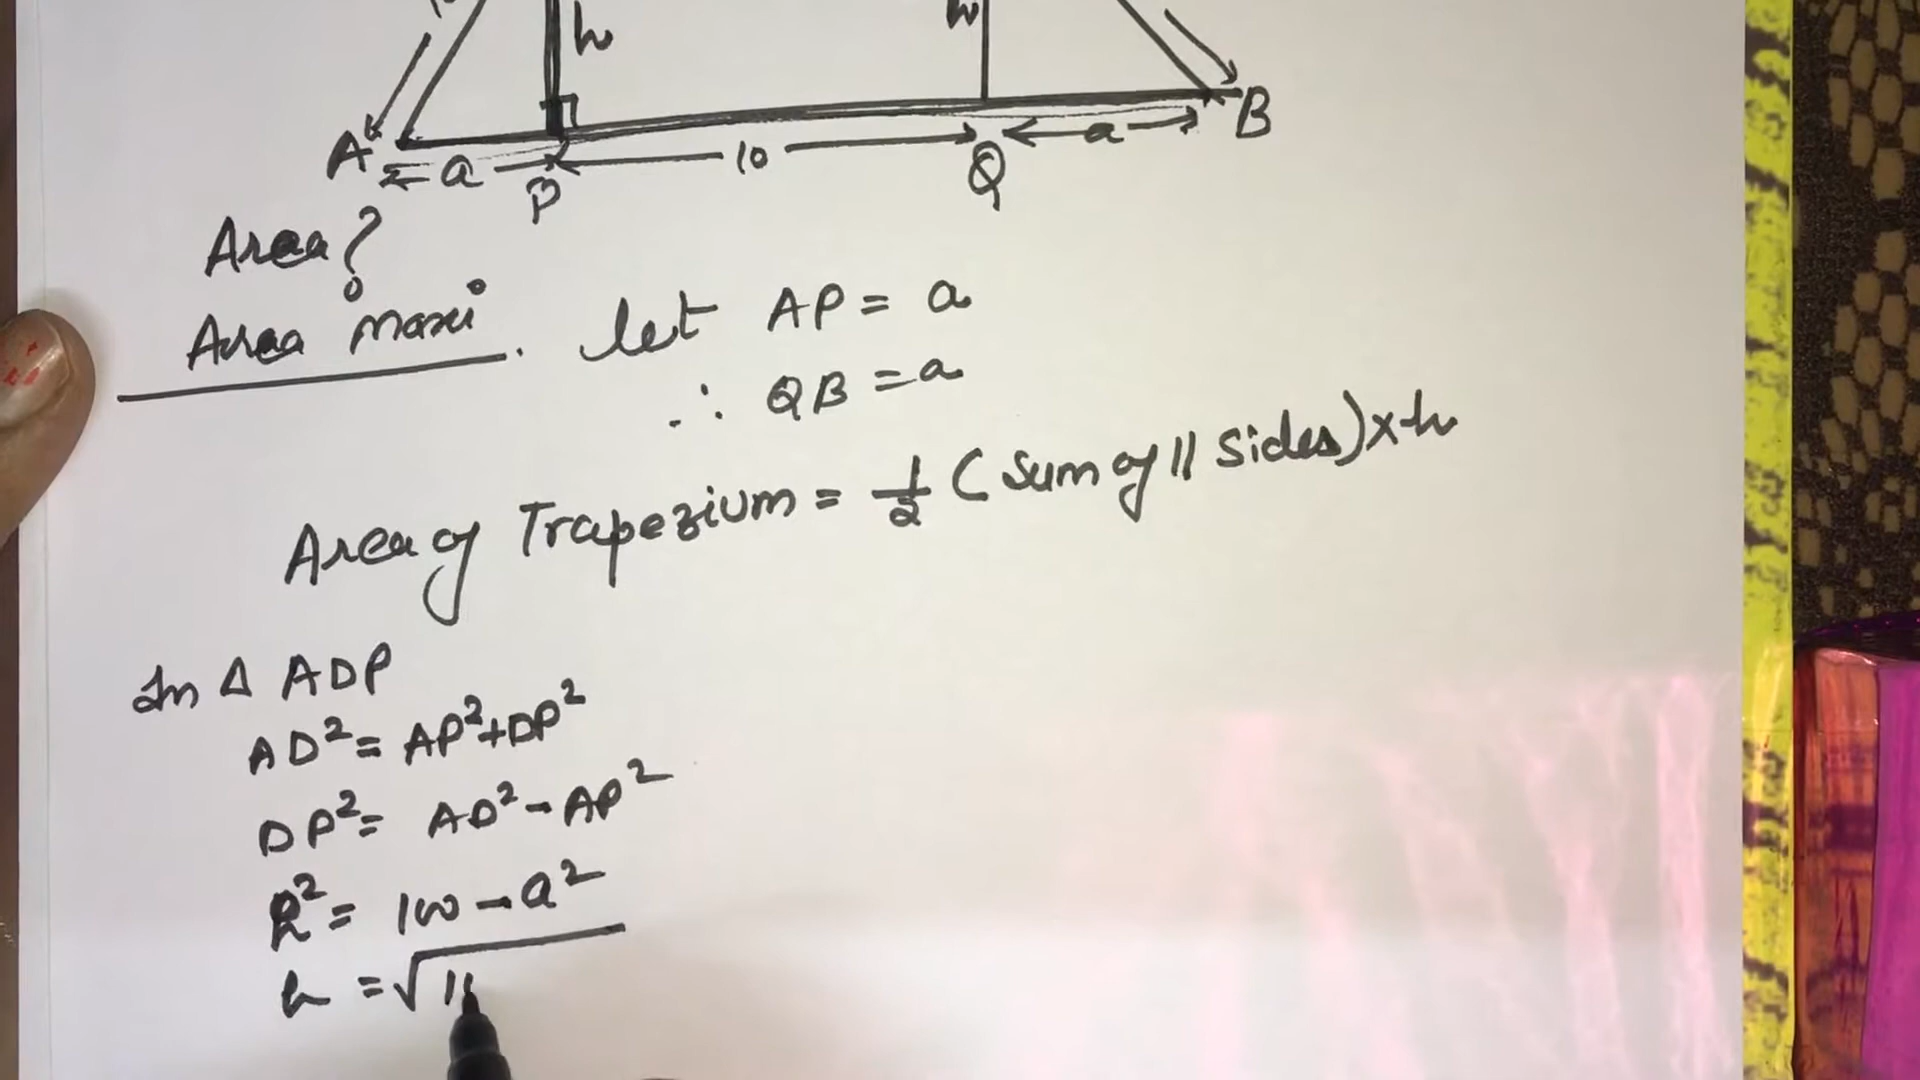 h h
A a P 10 Q a B
Area?
Area maxi. let AP = a
∴ QB = a
Area of Trapezium = 1/2 (Sum of || Sides) × h
In Δ ADP
AD² = AP² + DP²
DP² = AD² - AP²
h² = 100 - a²
h = √1